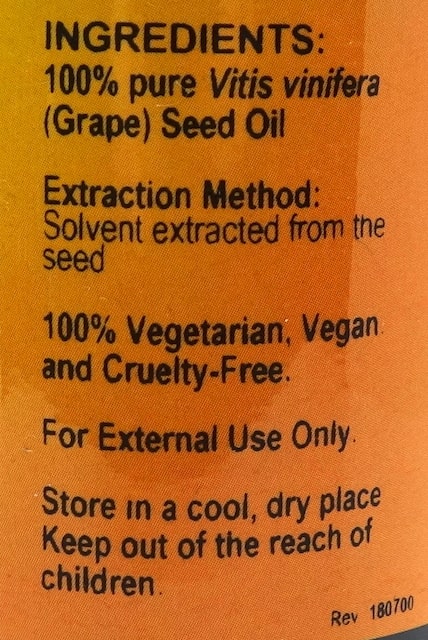 INGREDIENTS:
100% pure Vitis vinifera
(Grape) Seed Oil
Extraction Method:
Solvent extracted from the
seed
100% Vegetarian, Vegan
and Cruelty-Free.
For External Use Only.
Store in a cool, dry place
Keep out of the reach of
children.
Rev 180700